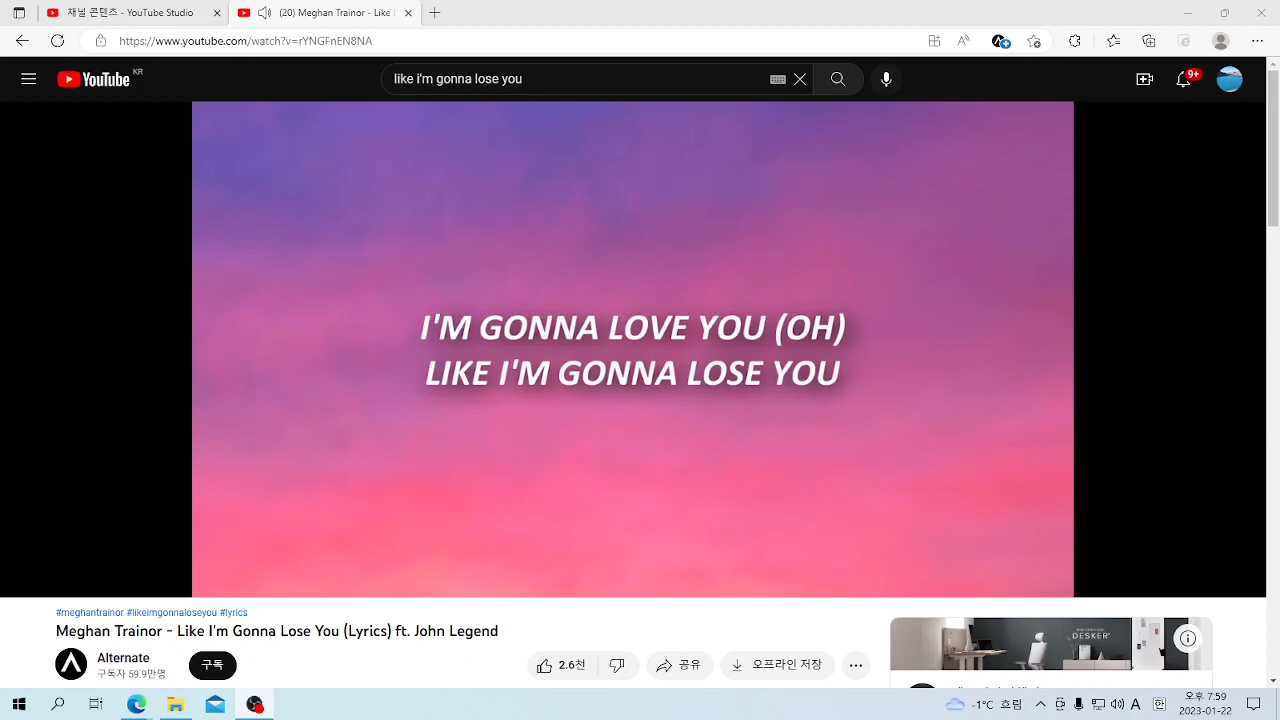 채널 콘텐츠 - YouTube Studio
(20) Meghan Trainor - Like I
https://www.youtube.com/watch?v=rYNGFnEN8NA
YouTube KR
like i'm gonna lose you
9+
I'M GONNA LOVE YOU (OH)
LIKE I'M GONNA LOSE YOU
#meghantrainor #likeimgonnaloseyou #lyrics
Meghan Trainor - Like I'm Gonna Lose You (Lyrics) ft. John Legend
Alternate
구독자 59.9만명
구독
2.6천
공유
오프라인 저장
DESKER
-1°C 흐림
A
한
오후 7:59
2023-01-22